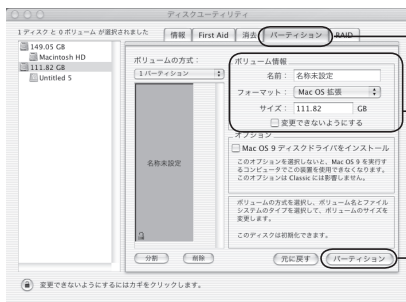 ディスクユーティリティ
1 ディスク と 0 ボリューム が選択されました
情報
First Aid
消去
パーティション
RAID
149.05 GB
Macintosh HD
111.82 GB
Untitled 5
ボリュームの方式：
1 パーティション
名称未設定
分割
削除
ボリューム情報
名前： 名称未設定
フォーマット： Mac OS 拡張
サイズ： 111.82 GB
変更できないようにする
オプション
Mac OS 9 ディスクドライバをインストール
このオプションを選択しないと、Mac OS 9 を実行す
るコンピュータでこの装置を使用できなくなります。
このオプションは Classic には影響しません。
ボリュームの方式を選択し、ボリューム名とファイル
システムのタイプを選択して、ボリュームのサイズを
変更します。
このディスクは初期化できます。
元に戻す
パーティション
変更できないようにするにはカギをクリックします。